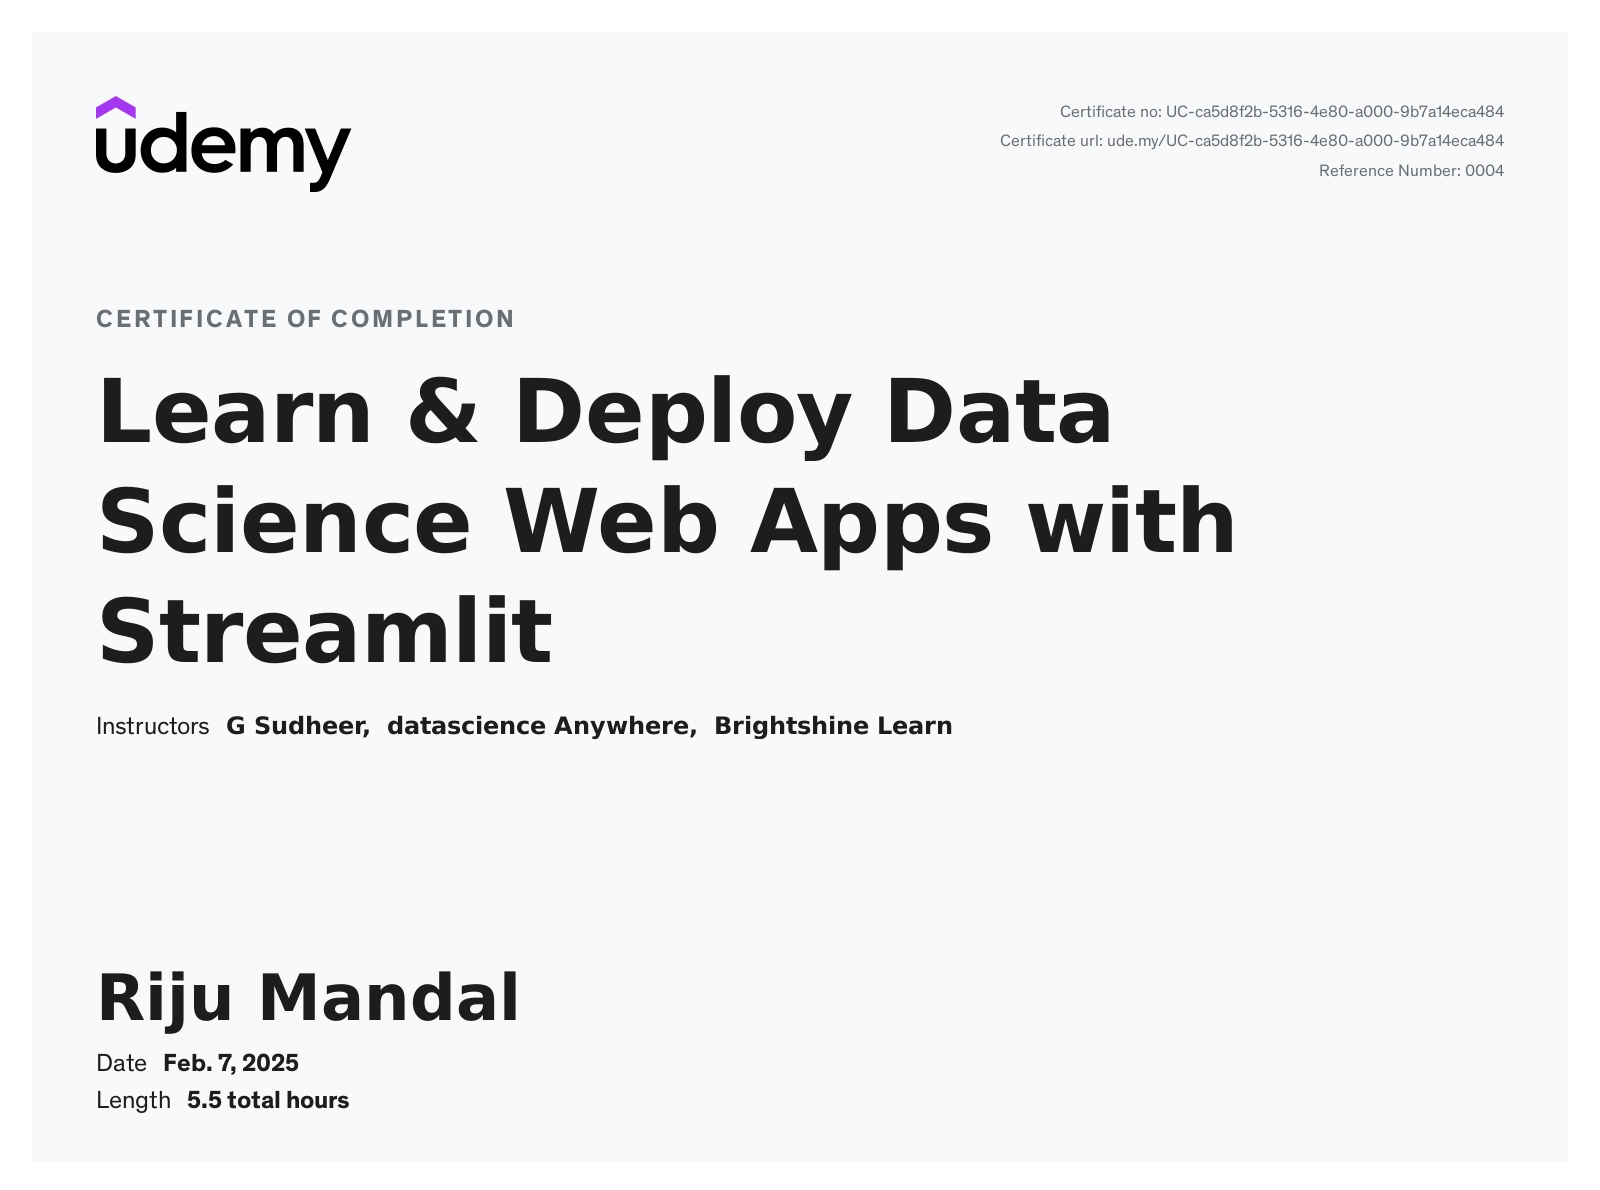 udemy
Certificate no: UC-ca5d8f2b-5316-4e80-a000-9b7a14eca484
Certificate url: ude.my/UC-ca5d8f2b-5316-4e80-a000-9b7a14eca484
Reference Number: 0004
CERTIFICATE OF COMPLETION
Learn & Deploy Data
Science Web Apps with
Streamlit
Instructors G Sudheer, datascience Anywhere, Brightshine Learn
Riju Mandal
Date Feb. 7, 2025
Length 5.5 total hours